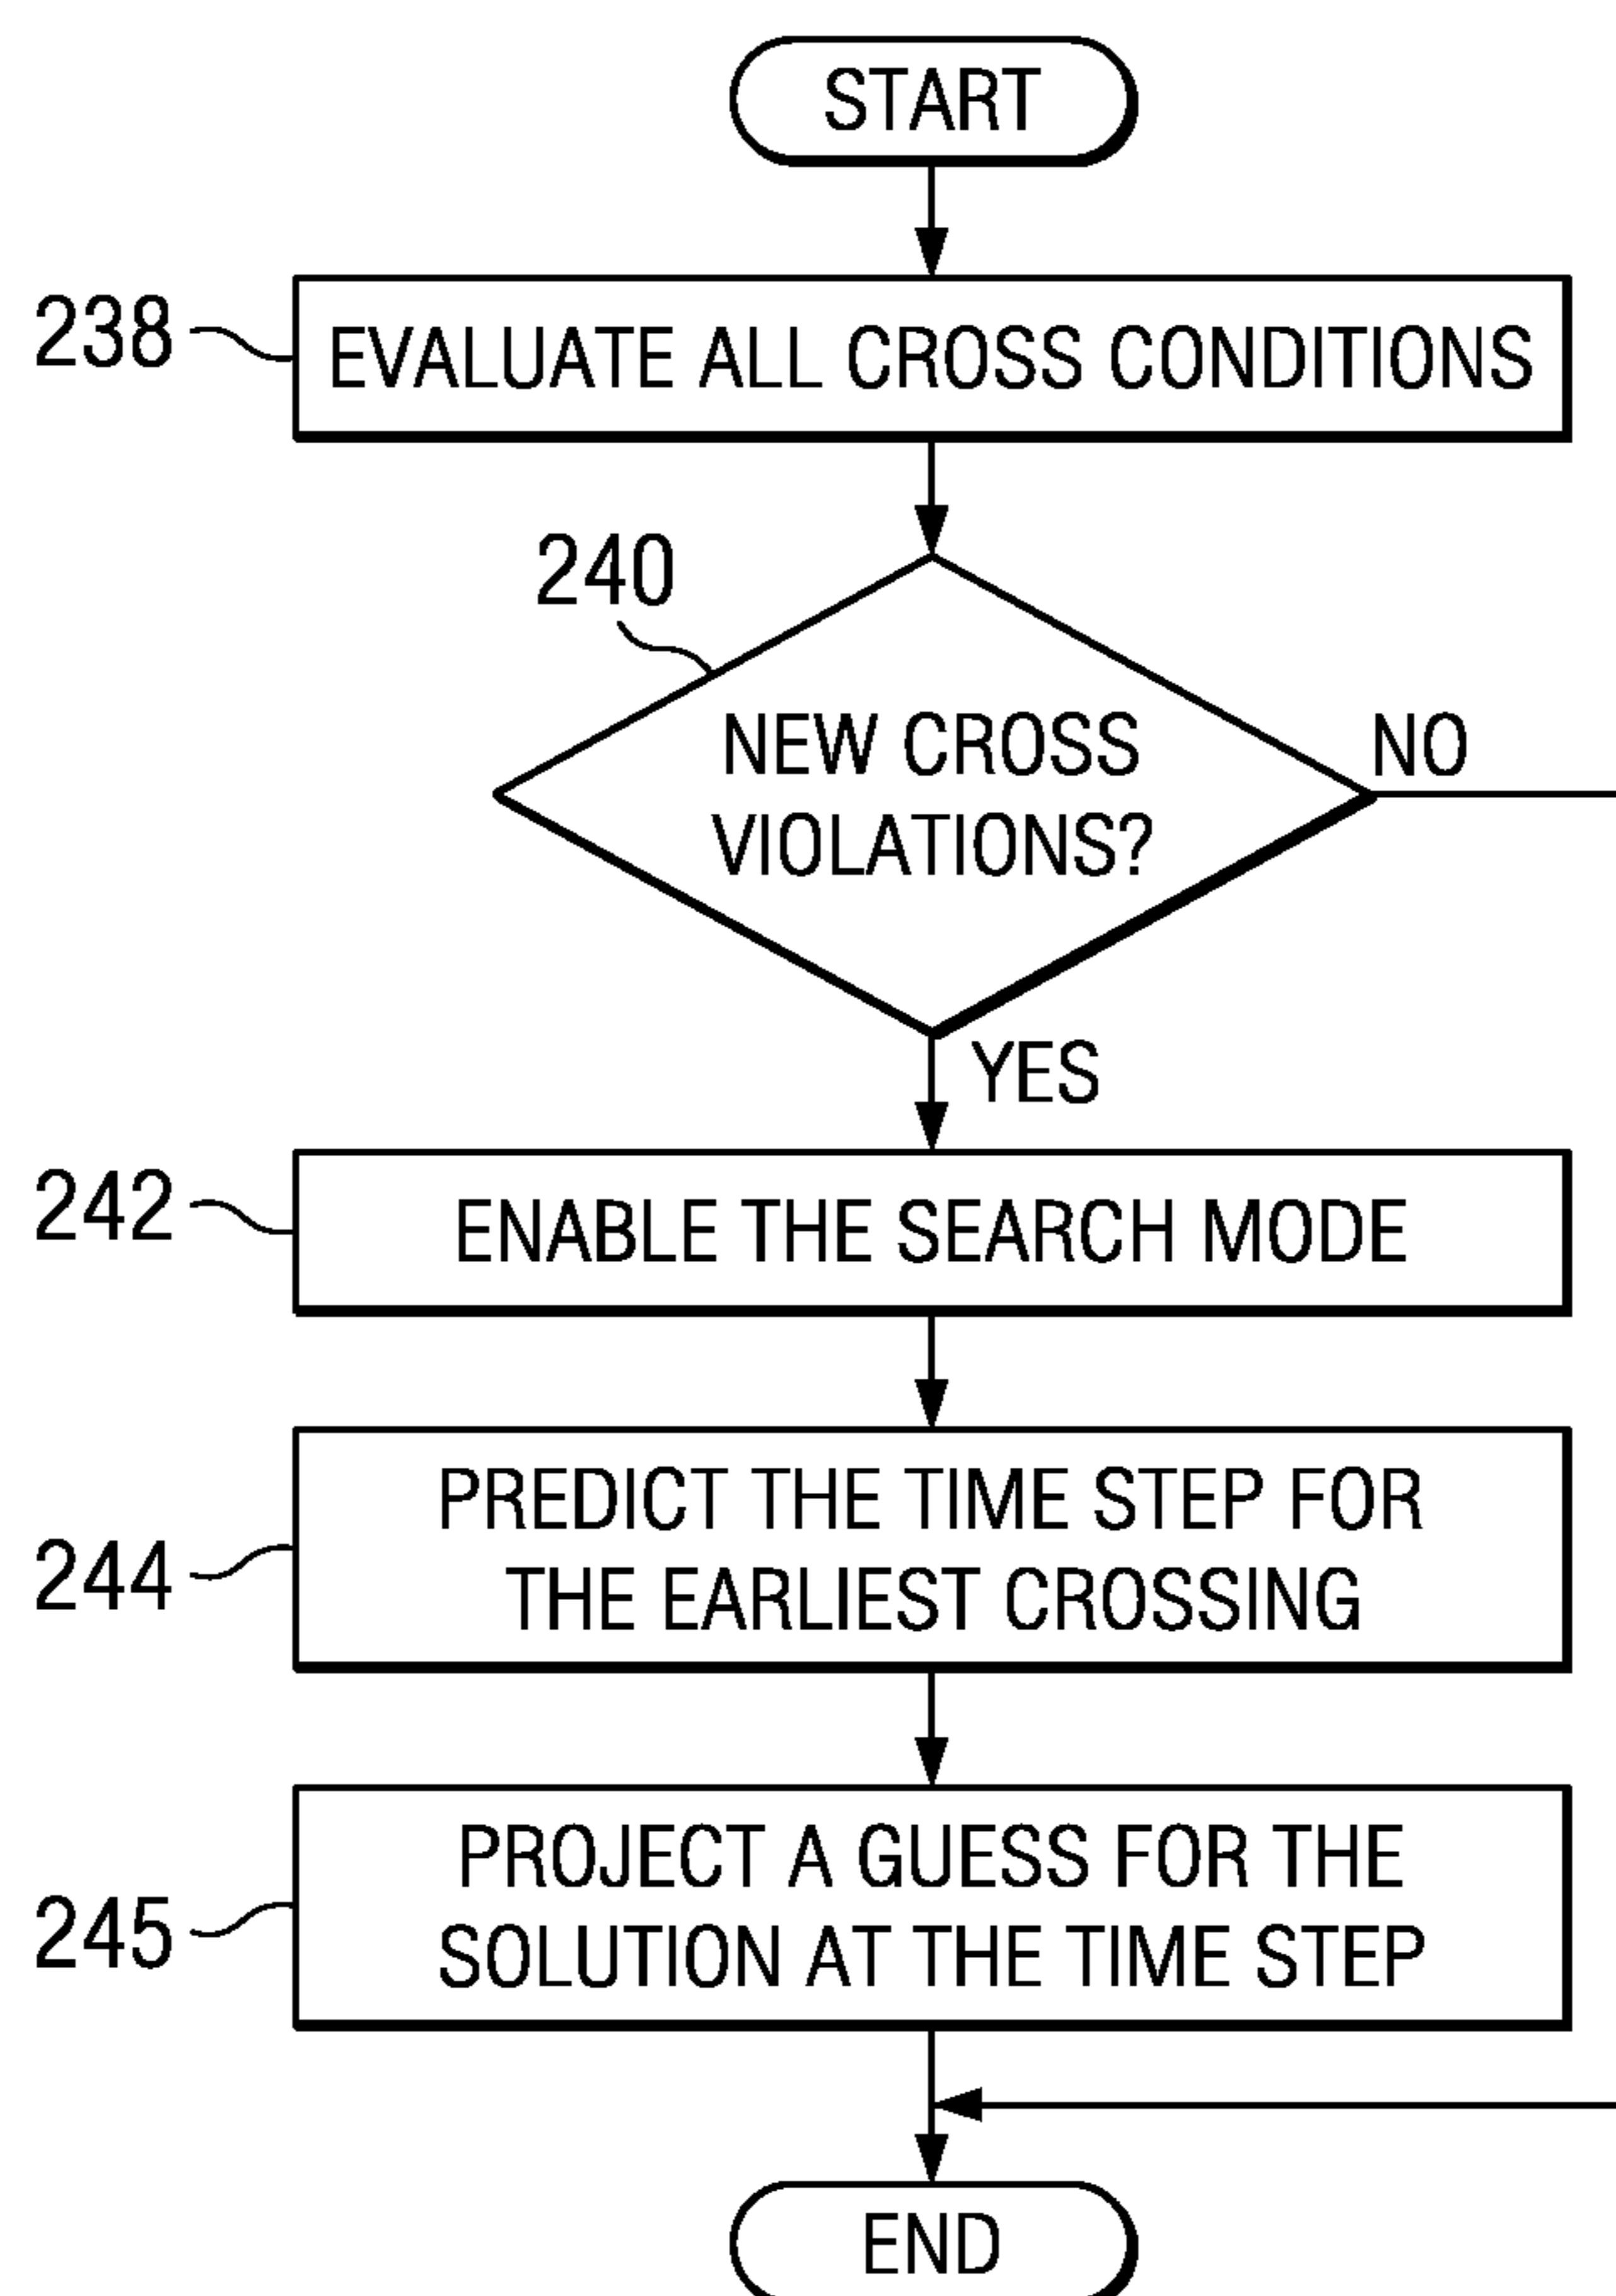 START
238
EVALUATE ALL CROSS CONDITIONS
240
NEW CROSS
VIOLATIONS?
NO
YES
242
ENABLE THE SEARCH MODE
244
PREDICT THE TIME STEP FOR
THE EARLIEST CROSSING
245
PROJECT A GUESS FOR THE
SOLUTION AT THE TIME STEP
END